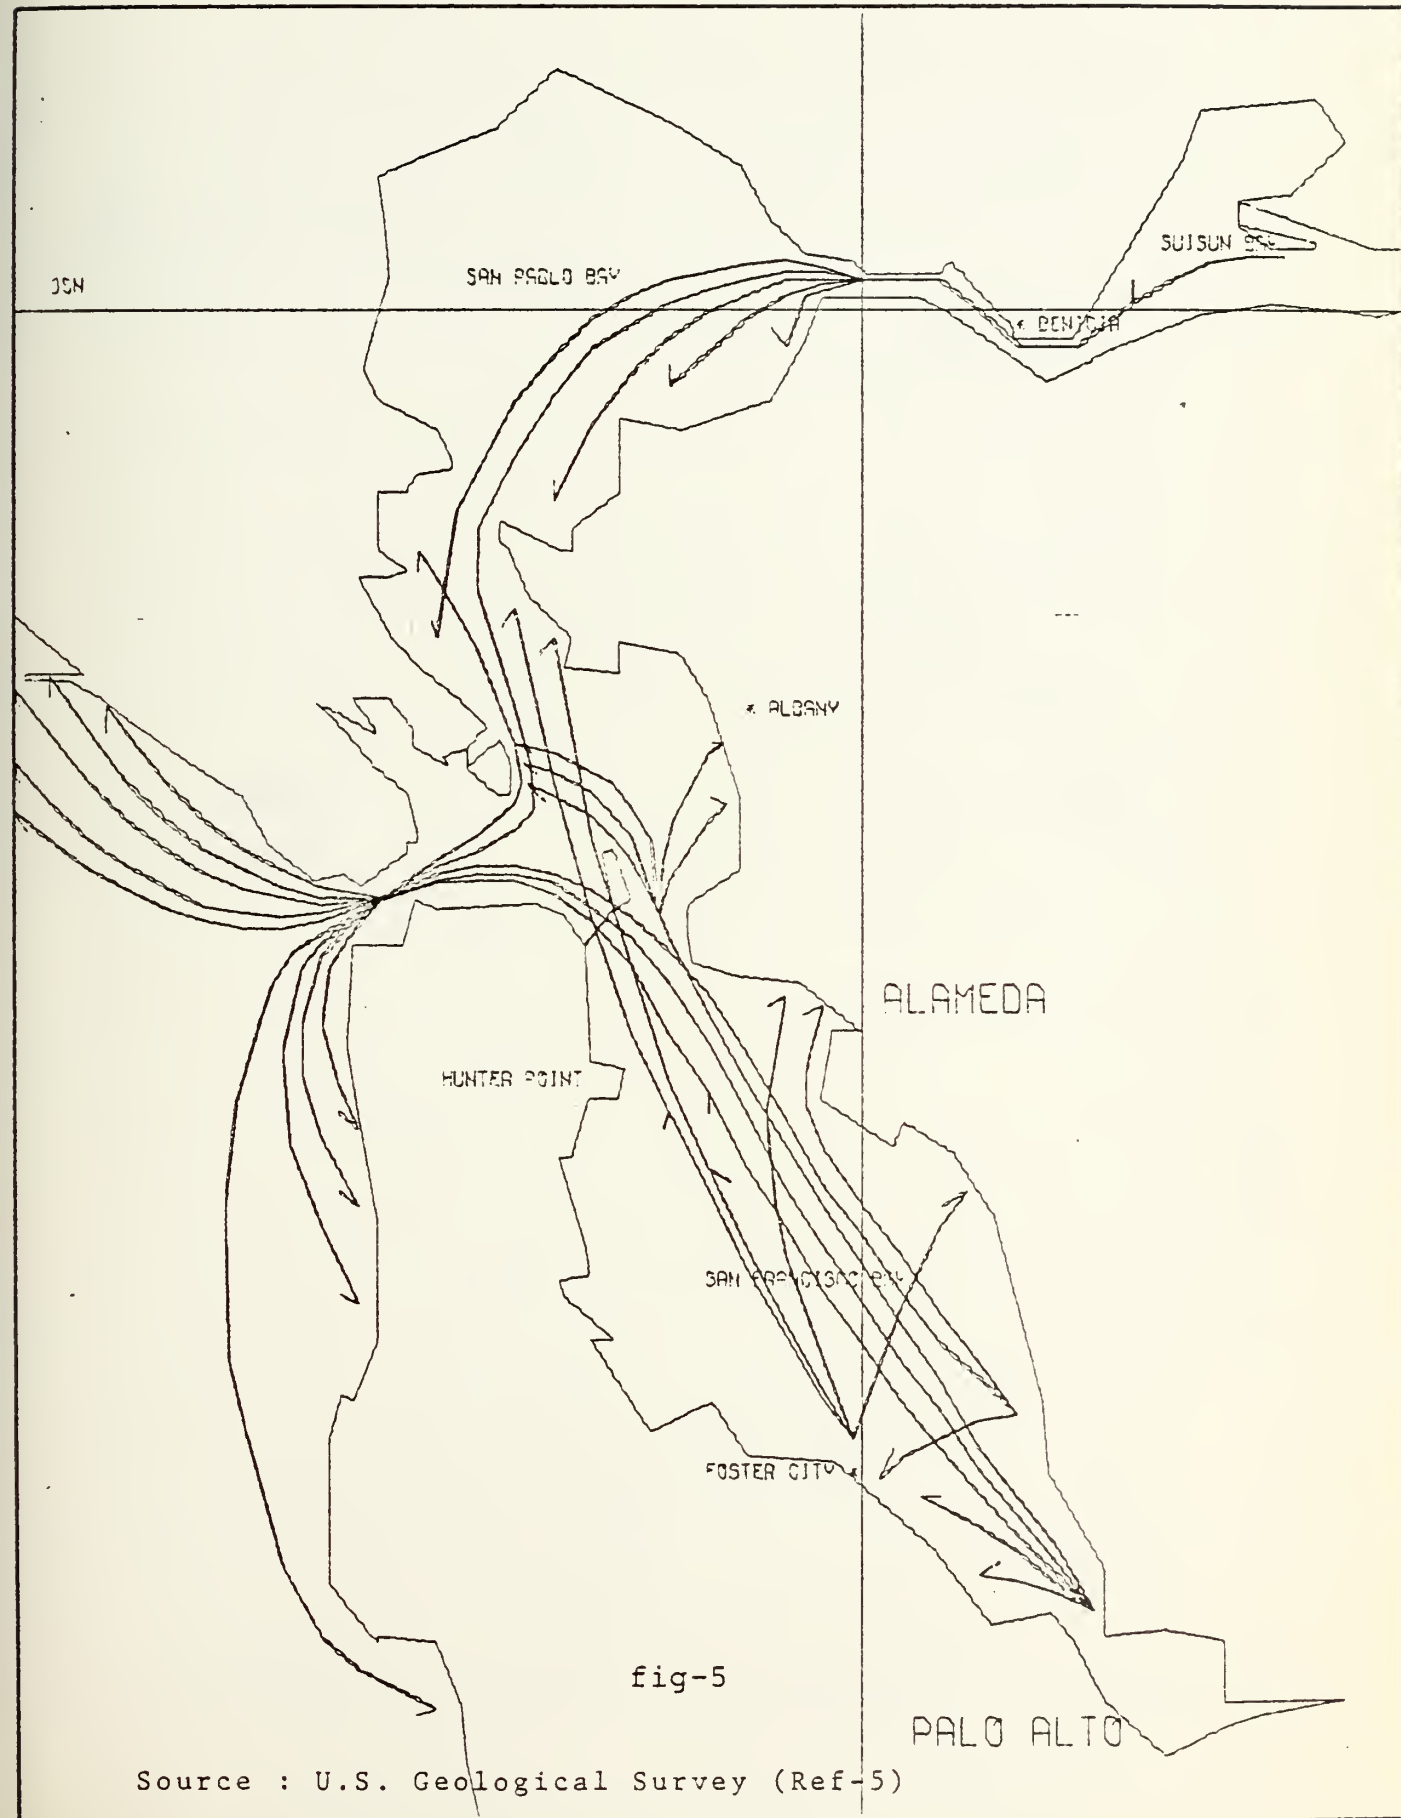 SUISUN BAY
SAN PABLO BAY
* BENICIA
* ALBANY
ALAMEDA
HUNTER POINT
SAN FRANCISCO BAY
FOSTER CITY *
fig-5
PALO ALTO
Source : U.S. Geological Survey (Ref-5)